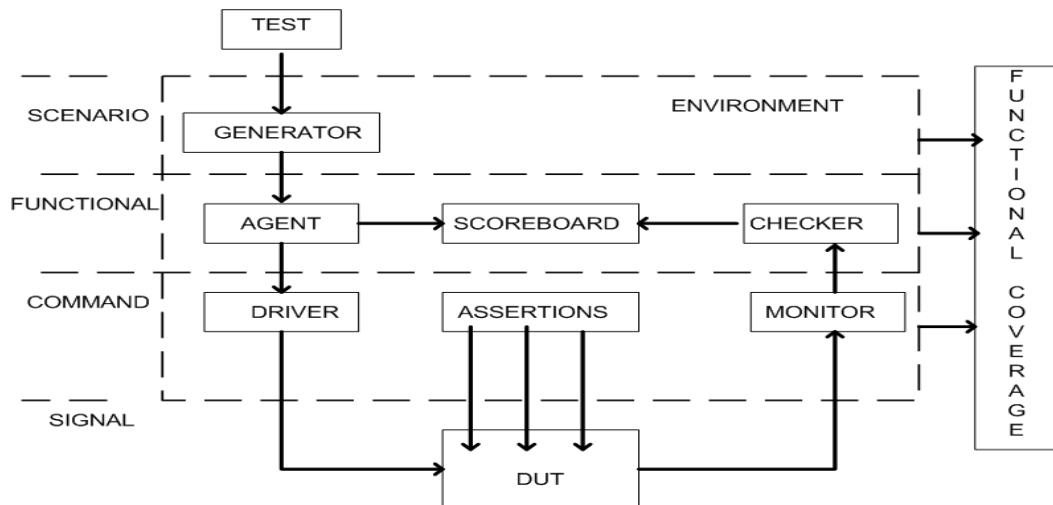 TEST
SCENARIO
ENVIRONMENT
GENERATOR
FUNCTIONAL
AGENT
SCOREBOARD
CHECKER
COMMAND
DRIVER
ASSERTIONS
MONITOR
SIGNAL
DUT
FUNCTIONAL COVERAGE